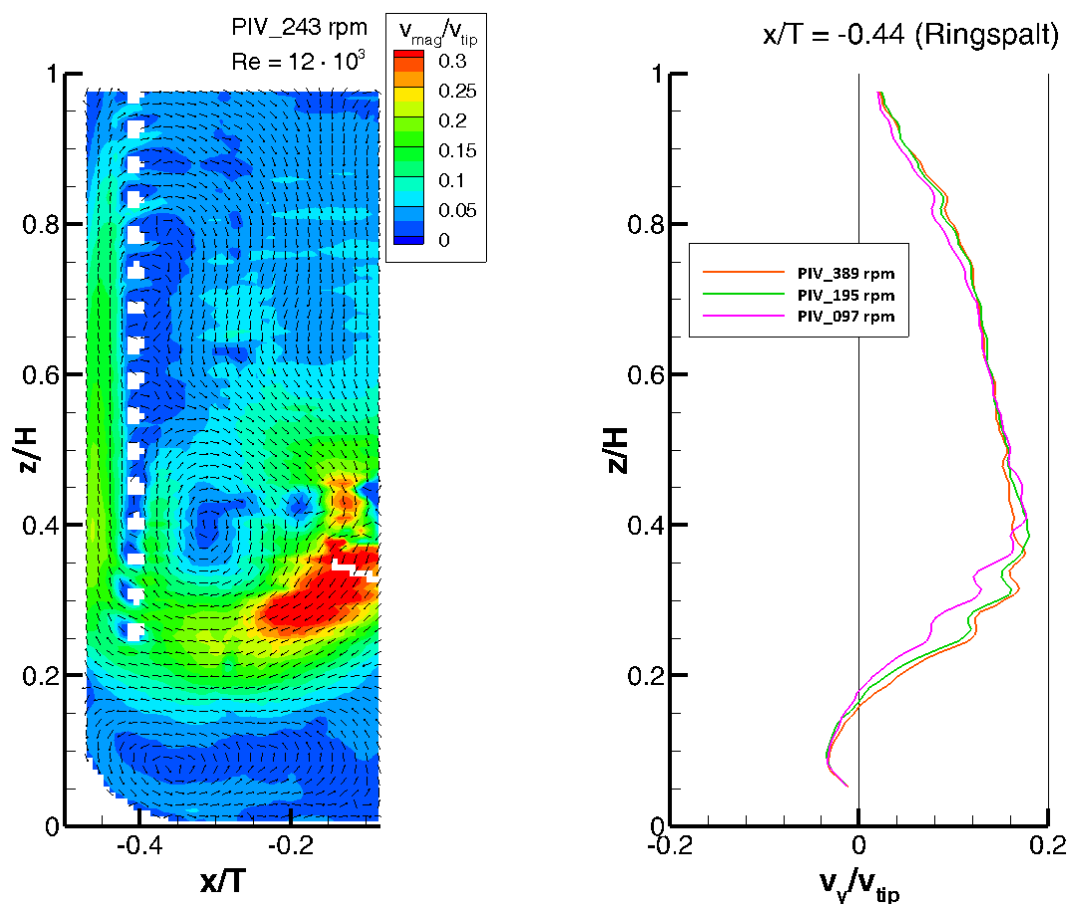 PIV_243 rpm
Re = 12 · 10³
v_mag/v_tip
0.3
0.25
0.2
0.15
0.1
0.05
0
1
0.8
0.6
0.4
0.2
0
z/H
-0.4
-0.2
x/T
x/T = -0.44 (Ringspalt)
PIV_389 rpm
PIV_195 rpm
PIV_097 rpm
1
0.8
0.6
0.4
0.2
0
z/H
-0.2
0
0.2
v_y/v_tip